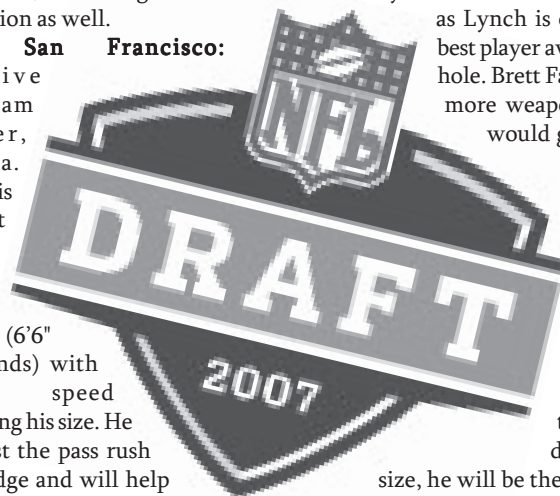 ion as well.
San Francisco:
ive
am
er,
a.
is
t
(6'6"
nds) with
speed
ng his size. He
st the pass rush
dge and will help
NFL
DRAFT
2007
as Lynch is
best player av
hole. Brett Fa
more weapo
would g
t
d
size, he will be the